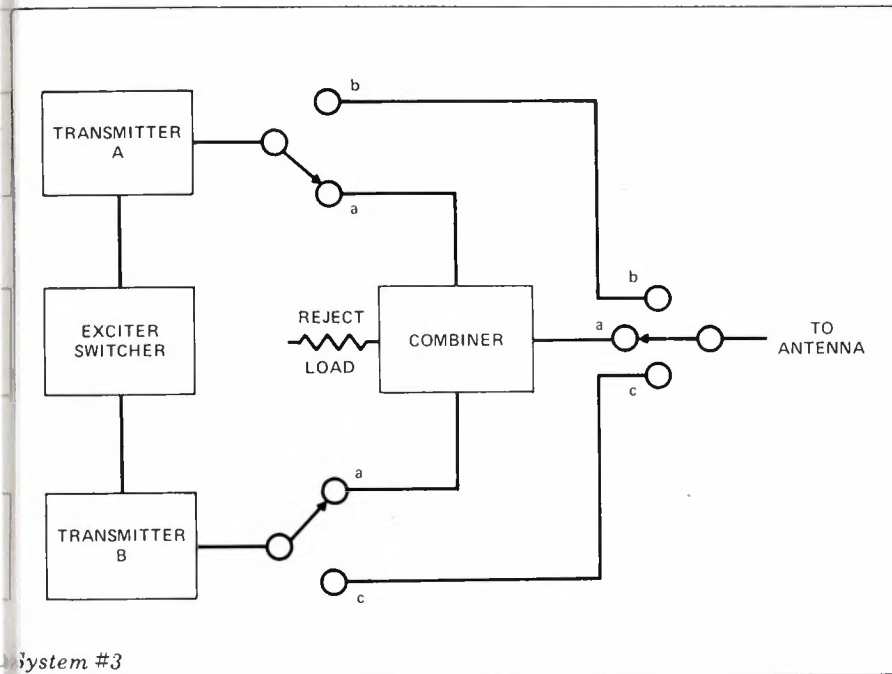 TRANSMITTER
A
b
a
EXCITER
SWITCHER
REJECT
LOAD
COMBINER
b
a
c
TO
ANTENNA
TRANSMITTER
B
a
c
System #3